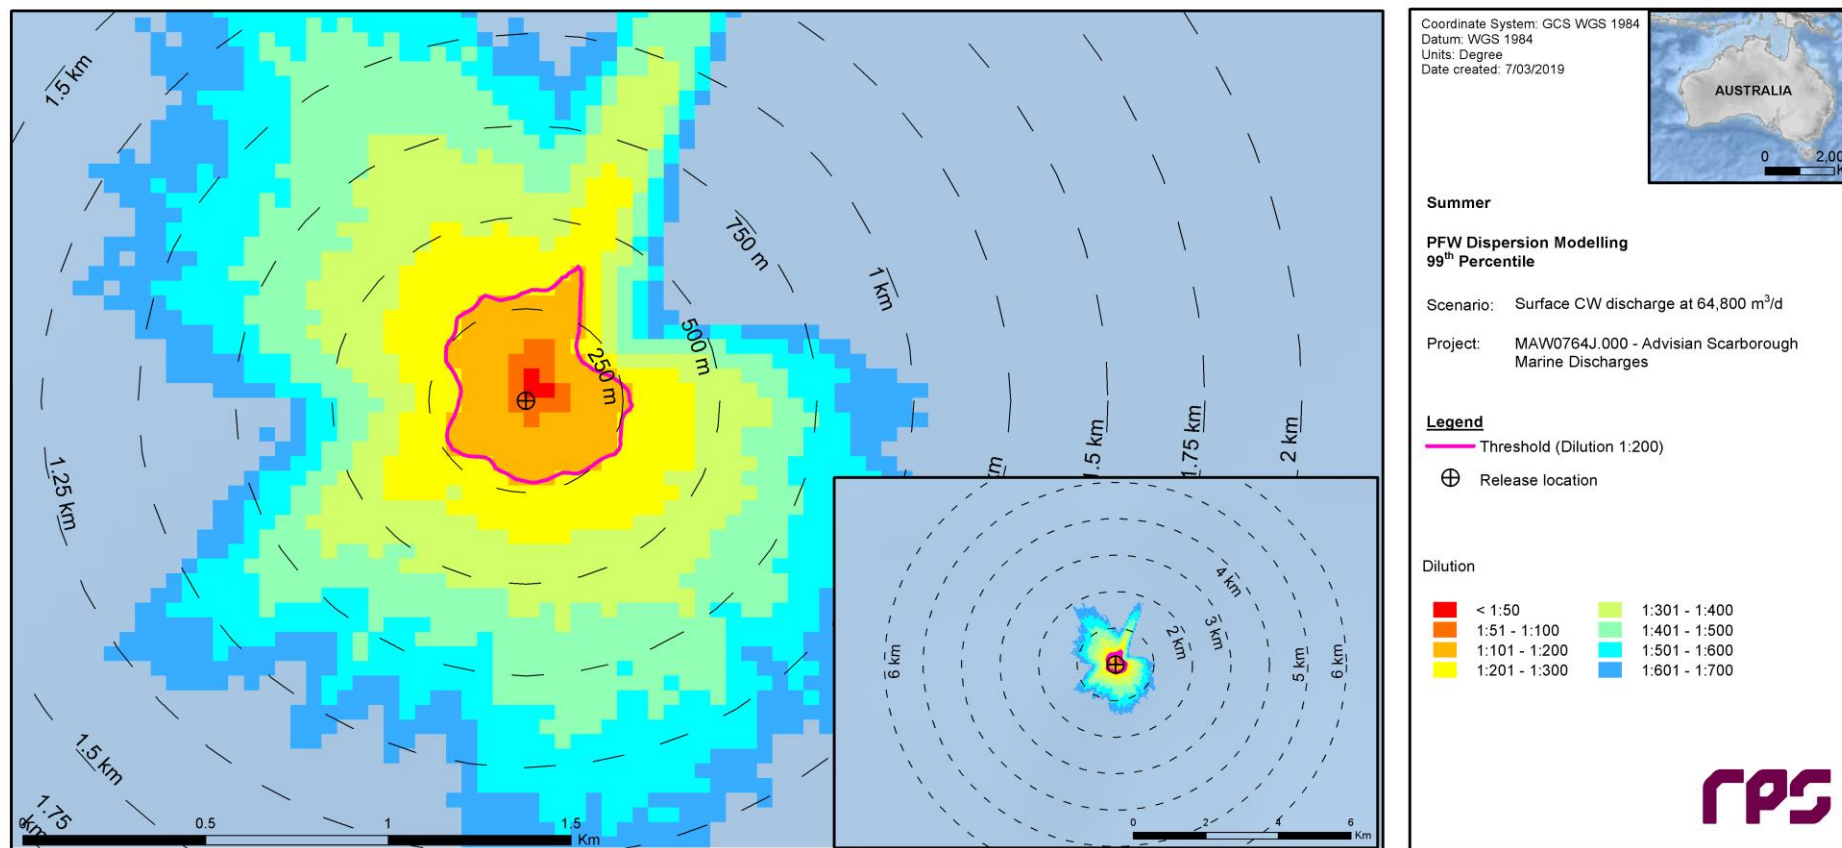 1.5 km
750 m
1 km
500 m
250 m
1.25 km
1.5 km
1.75 km
2 km
1.5 km
1.75
km
0 0.5 1 1.5
Km
4 km
3 km
2 km
6 km
5 km
6 km
0 2 4 6
Km
Coordinate System: GCS WGS 1984
Datum: WGS 1984
Units: Degree
Date created: 7/03/2019
AUSTRALIA
0 2,00
Summer
PFW Dispersion Modelling
99th Percentile
Scenario: Surface CW discharge at 64,800 m³/d
Project: MAW0764J.000 - Advisian Scarborough
Marine Discharges
Legend
Threshold (Dilution 1:200)
Release location
Dilution
< 1:50
1:51 - 1:100
1:101 - 1:200
1:201 - 1:300
1:301 - 1:400
1:401 - 1:500
1:501 - 1:600
1:601 - 1:700
rps